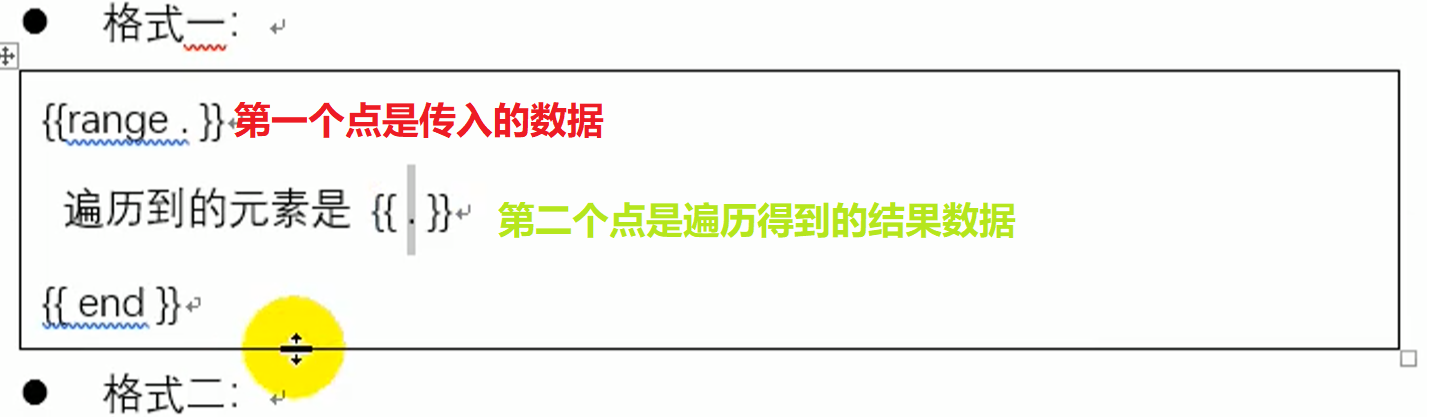 ● 格式一：
{{range . }} 第一个点是传入的数据
遍历到的元素是 {{ . }} 第二个点是遍历得到的结果数据
{{ end }}
● 格式二：